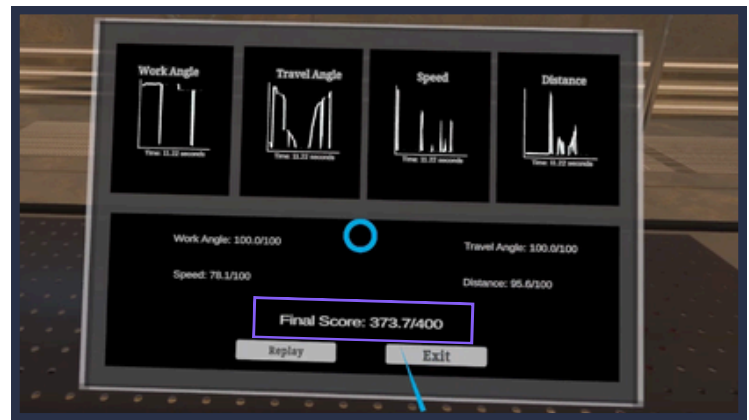 Work Angle
Time: 11.22 seconds
Travel Angle
Time: 11.22 seconds
Speed
Time: 11.22 seconds
Distance
Time: 11.22 seconds
Work Angle: 100.0/100
Travel Angle: 100.0/100
Speed: 78.1/100
Distance: 95.6/100
Final Score: 373.7/400
Replay
Exit